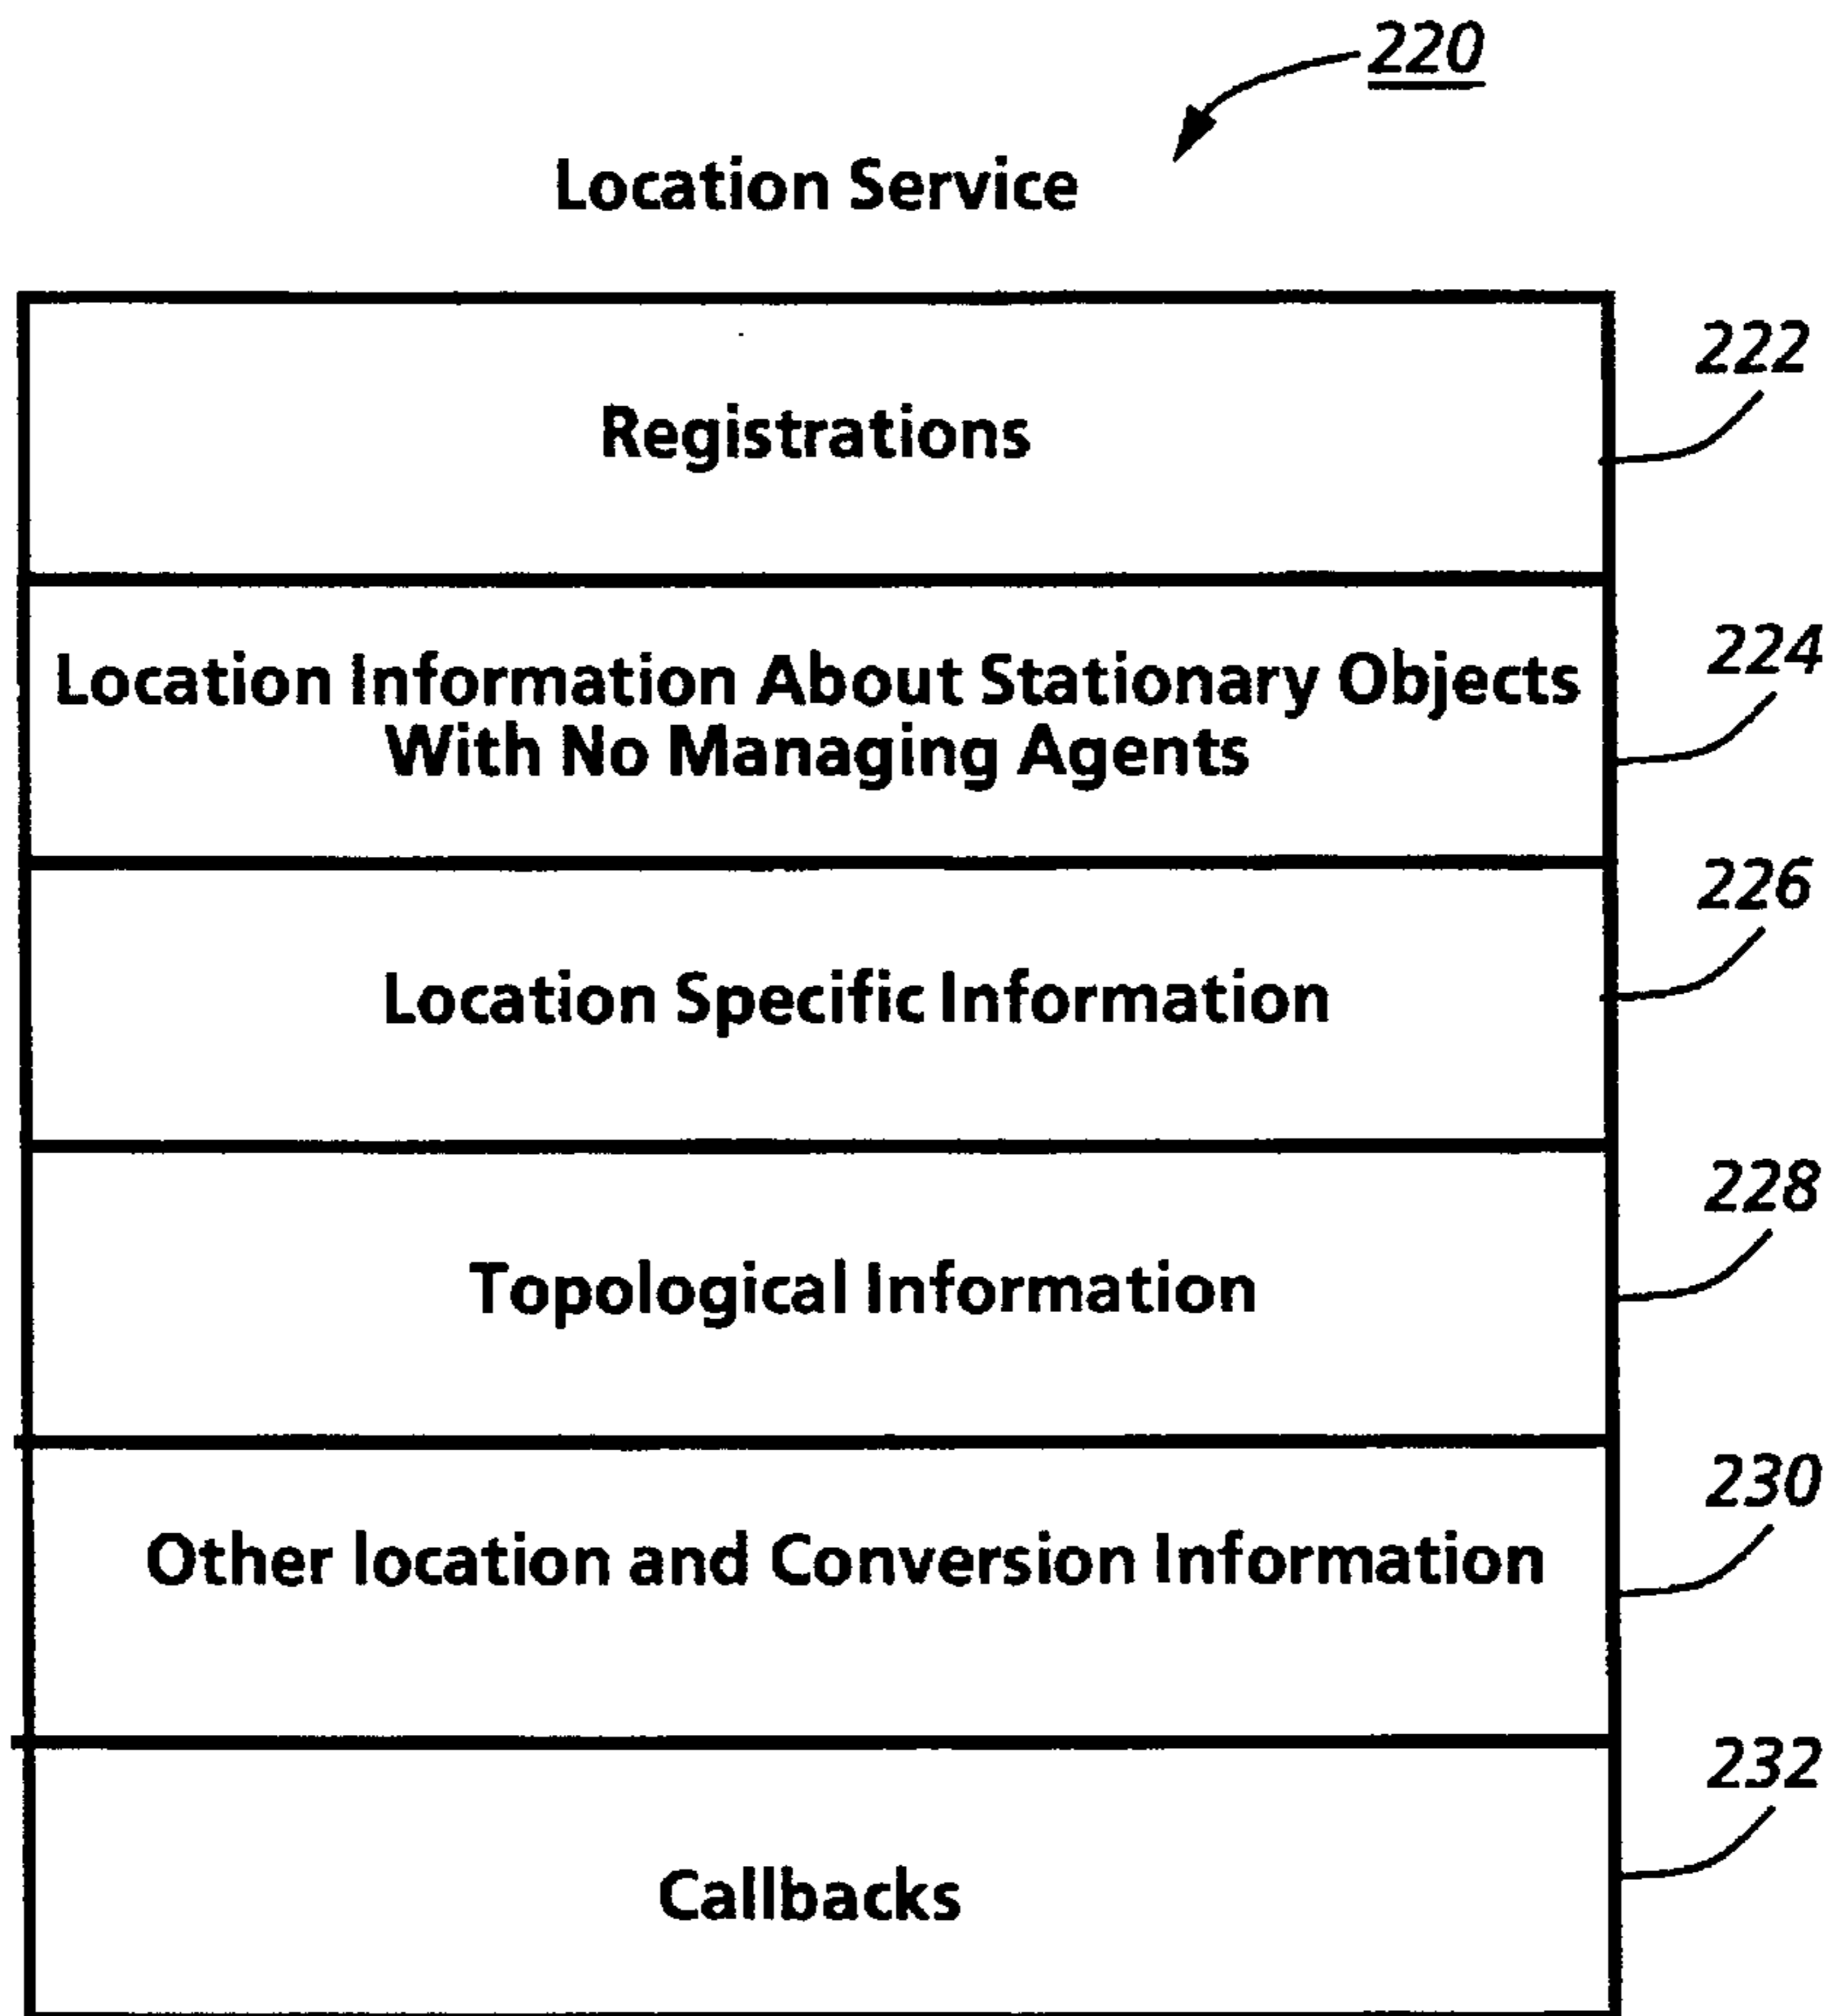 220
Location Service
222
Registrations
224
Location Information About Stationary Objects
With No Managing Agents
226
Location Specific Information
228
Topological Information
230
Other location and Conversion Information
232
Callbacks